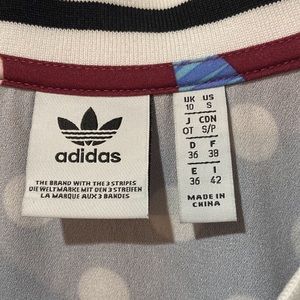 adidas
THE BRAND WITH THE 3 STRIPES
DIE WELTMARKE MIT DEN 3 STREIFEN
LA MARQUE AUX 3 BANDES
UK US
10 S
J CDN
OT S/P
D F
36 38
E I
36 42
MADE IN
CHINA